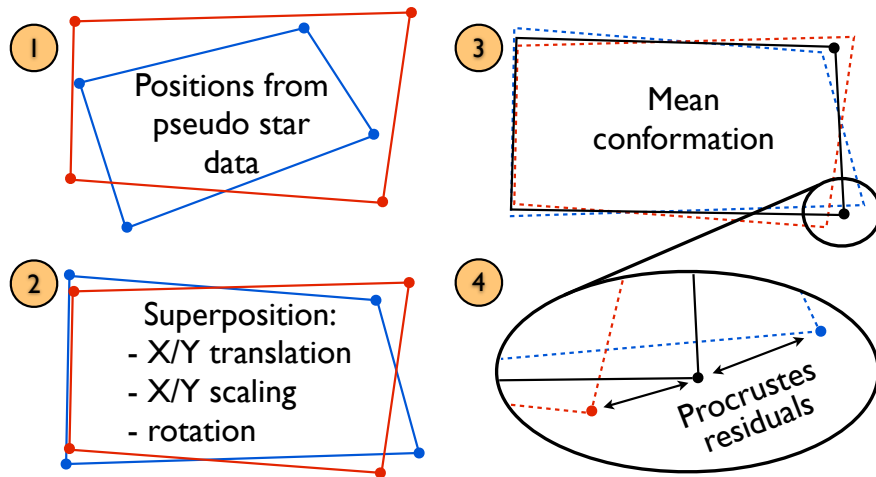 1
Positions from
pseudo star
data
2
Superposition:
- X/Y translation
- X/Y scaling
- rotation
3
Mean
conformation
4
Procrustes
residuals